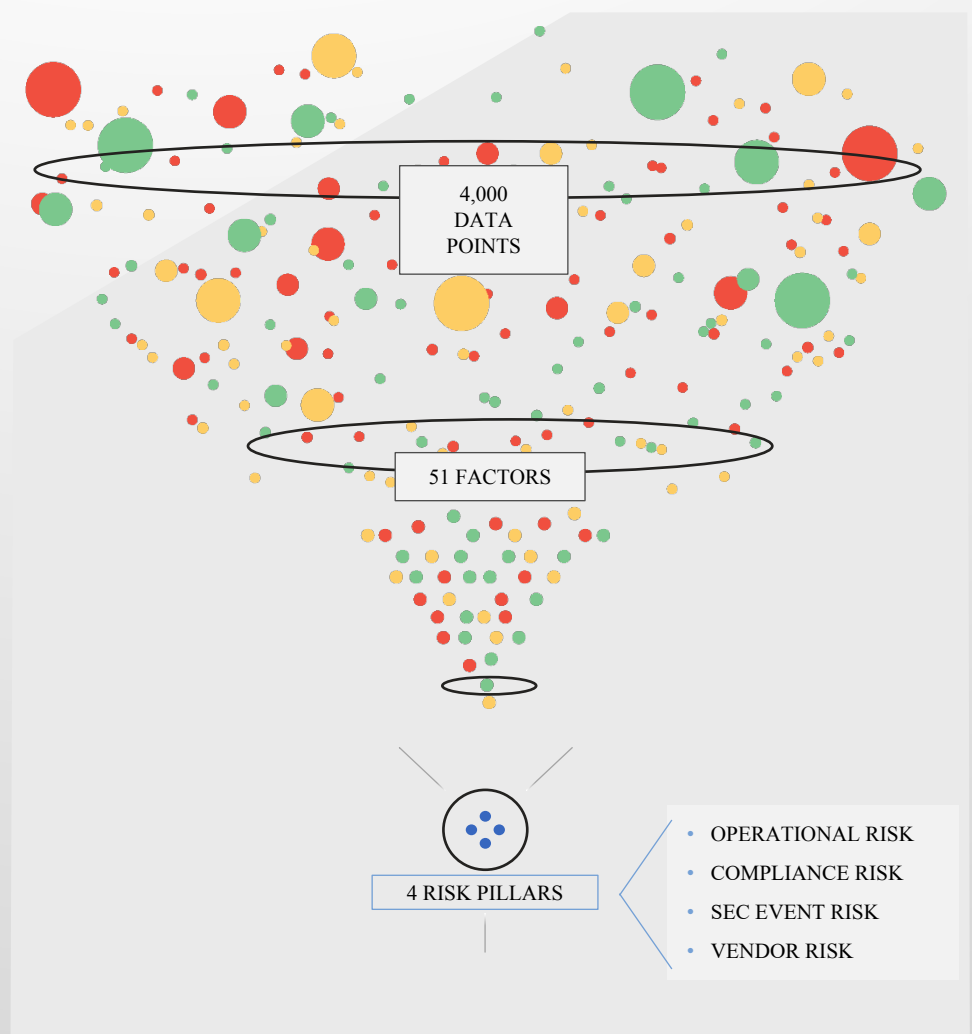 4,000
DATA
POINTS
51 FACTORS
4 RISK PILLARS
• OPERATIONAL RISK
• COMPLIANCE RISK
• SEC EVENT RISK
• VENDOR RISK